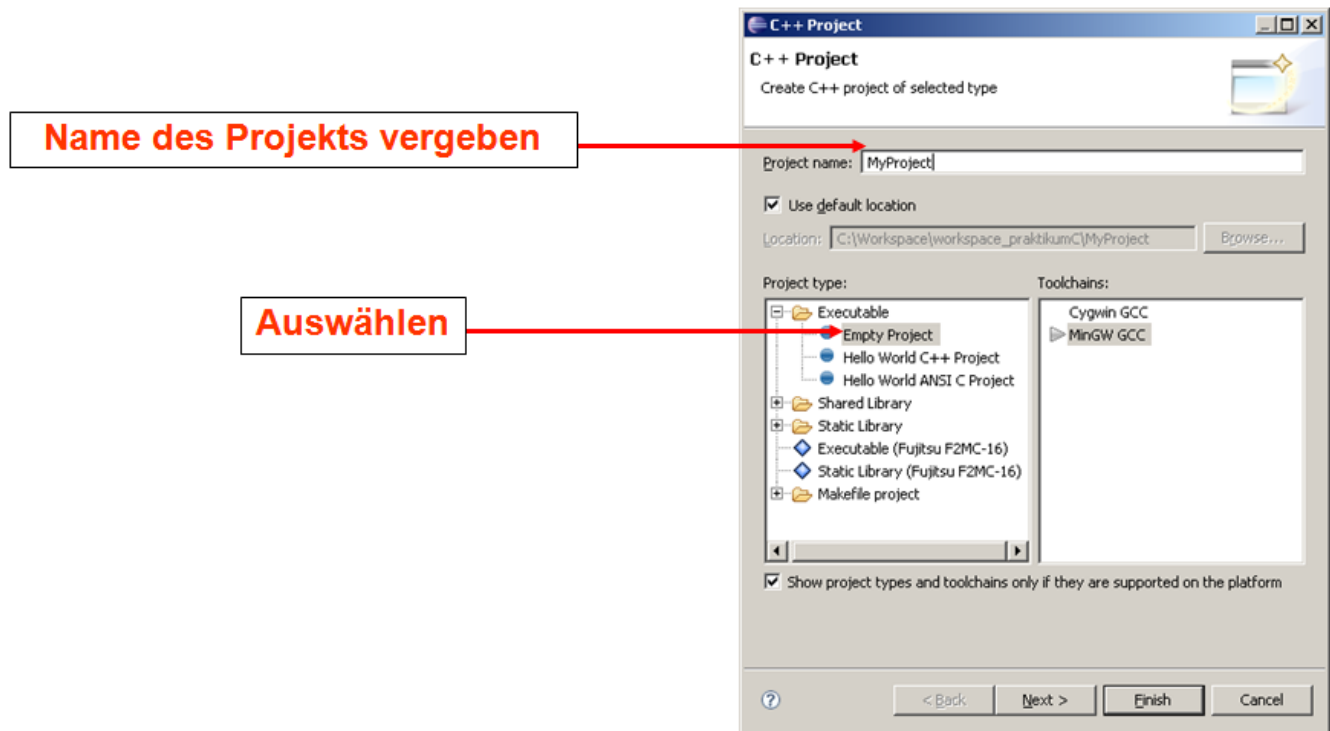 C++ Project
C++ Project
Create C++ project of selected type
Name des Projekts vergeben
Project name: MyProject
Use default location
Location: C:\Workspace\workspace_praktikumC\MyProject Browse...
Project type:
Toolchains:
Auswählen
Executable
Empty Project
Hello World C++ Project
Hello World ANSI C Project
Shared Library
Static Library
Executable (Fujitsu F2MC-16)
Static Library (Fujitsu F2MC-16)
Makefile project
Cygwin GCC
MinGW GCC
Show project types and toolchains only if they are supported on the platform
? < Back Next > Finish Cancel